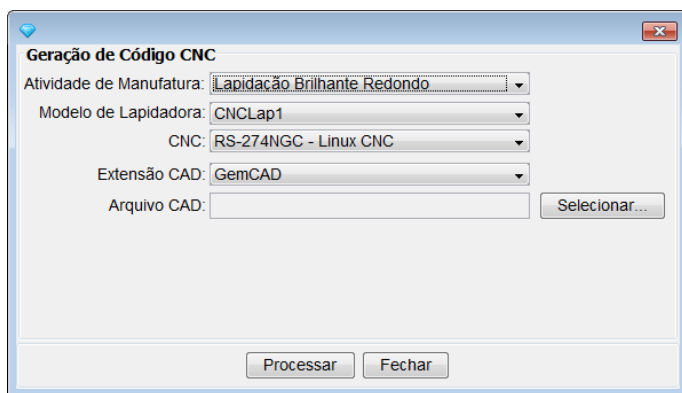 Geração de Código CNC
Atividade de Manufatura: Lapidação Brilhante Redondo
Modelo de Lapidadora: CNCLap1
CNC: RS-274NGC - Linux CNC
Extensão CAD: GemCAD
Arquivo CAD: Selecionar...
Processar Fechar